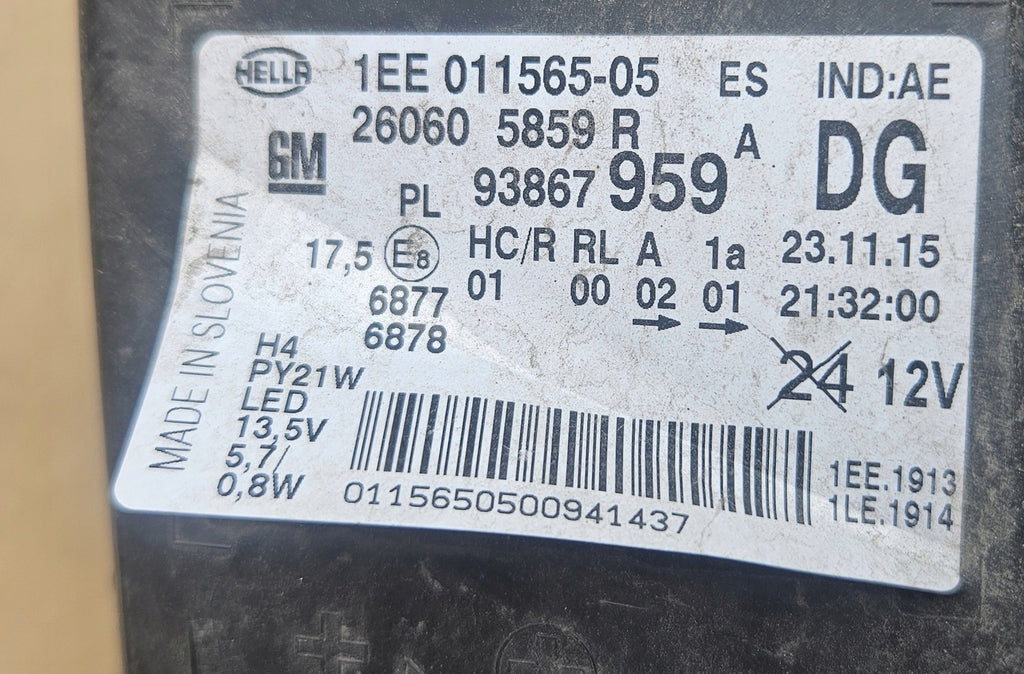 HELLA 1EE 011565-05 ES IND:AE
GM 26060 5859 R A DG
PL 93867 959
17,5 E8 HC/R RL A 1a 23.11.15
6877 01 00 02 01 21:32:00
6878
24 12V
H4
PY21W
LED
13,5V
5,7/
0,8W
MADE IN SLOVENIA
0115650500941437
1EE.1913
1LE.1914